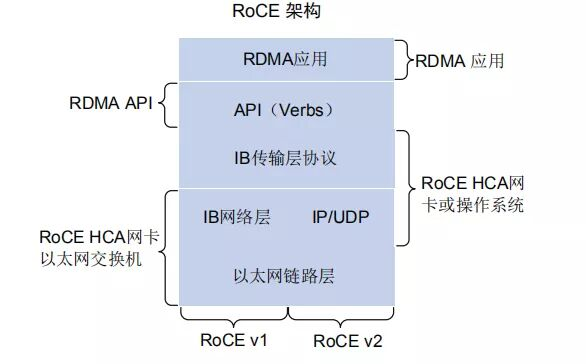 RoCE 架构
RDMA应用
RDMA 应用
RDMA API
API（Verbs）
IB传输层协议
RoCE HCA网
卡或操作系统
IB网络层 IP/UDP
RoCE HCA网卡
以太网交换机
以太网链路层
RoCE v1 RoCE v2